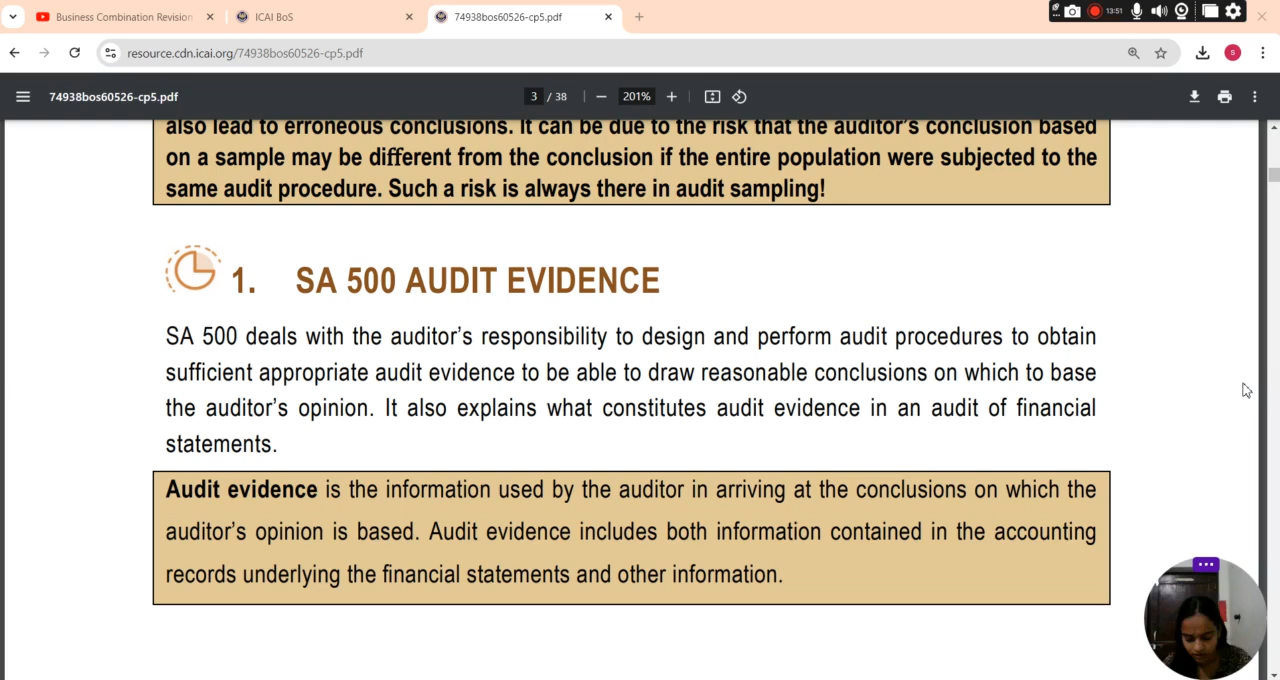 Business Combination Revision
ICAI BoS
74938bos60526-cp5.pdf
13:51
resource.cdn.icai.org/74938bos60526-cp5.pdf
S
74938bos60526-cp5.pdf
3 / 38
201%
also lead to erroneous conclusions. It can be due to the risk that the auditor's conclusion based
on a sample may be different from the conclusion if the entire population were subjected to the
same audit procedure. Such a risk is always there in audit sampling!
1. SA 500 AUDIT EVIDENCE
SA 500 deals with the auditor's responsibility to design and perform audit procedures to obtain
sufficient appropriate audit evidence to be able to draw reasonable conclusions on which to base
the auditor's opinion. It also explains what constitutes audit evidence in an audit of financial
statements.
Audit evidence is the information used by the auditor in arriving at the conclusions on which the
auditor's opinion is based. Audit evidence includes both information contained in the accounting
records underlying the financial statements and other information.